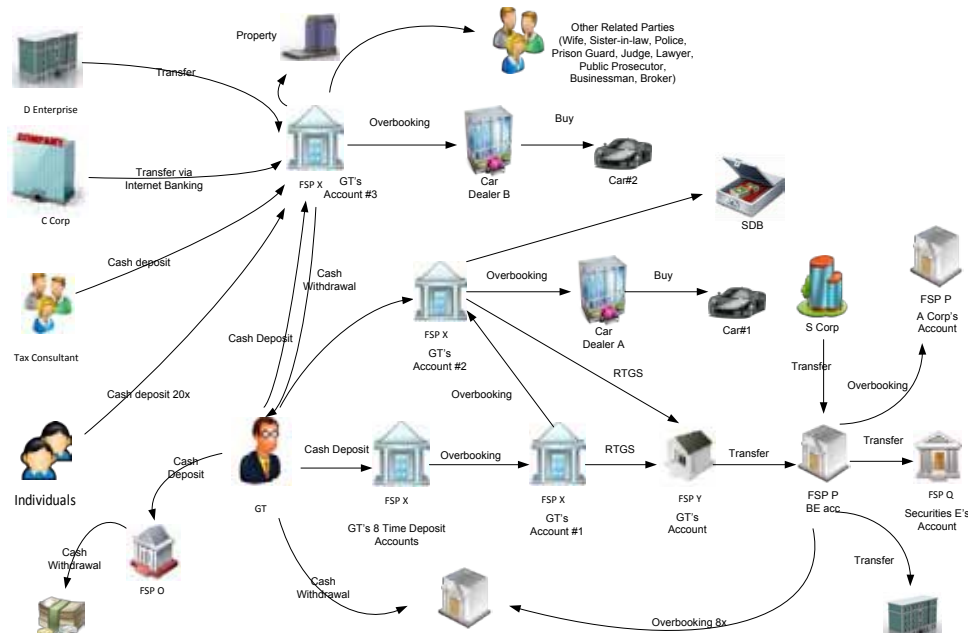 Other Related Parties
(Wife, Sister-in-law, Police,
Prison Guard, Judge, Lawyer,
Public Prosecutor,
Businessman, Broker)
Property
Transfer
D Enterprise
COMPANY
Overbooking
Buy
Transfer via
Internet Banking
FSP X
GT's
Account #3
Car
Dealer B
Car#2
C Corp
SDB
Cash deposit
Cash
Withdrawal
Overbooking
Buy
FSP P
A Corp's
Account
Tax Consultant
Cash Deposit
FSP X
GT's
Account #2
Car
Dealer A
Car#1
S Corp
RTGS
Transfer
Overbooking
Cash deposit 20x
Overbooking
Individuals
Cash
Deposit
GT
Cash Deposit
FSP X
GT's 8 Time Deposit
Accounts
Overbooking
FSP X
GT's
Account #1
RTGS
FSP Y
GT's
Account
Transfer
FSP P
BE acc
Transfer
FSP Q
Securities E's
Account
Cash
Withdrawal
FSP O
Cash
Withdrawal
Overbooking 8x
Transfer